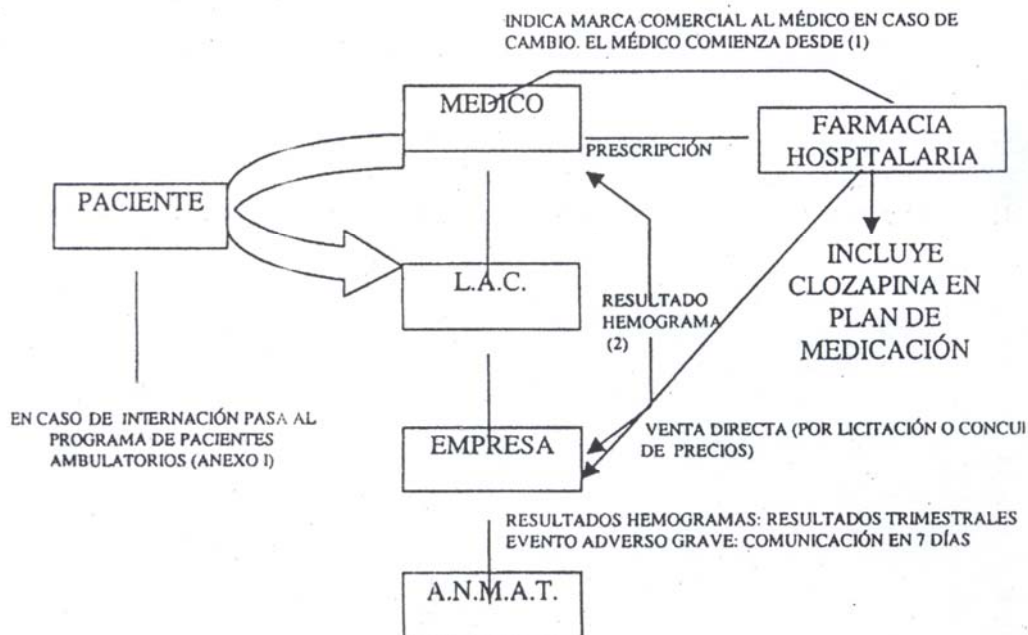 INDICA MARCA COMERCIAL AL MÉDICO EN CASO DE
CAMBIO. EL MÉDICO COMIENZA DESDE (1)
MEDICO
FARMACIA
HOSPITALARIA
PRESCRIPCIÓN
PACIENTE
INCLUYE
CLOZAPINA EN
PLAN DE
MEDICACIÓN
L.A.C.
RESULTADO
HEMOGRAMA
(2)
EN CASO DE INTERNACIÓN PASA AL
PROGRAMA DE PACIENTES
AMBULATORIOS (ANEXO I)
EMPRESA
VENTA DIRECTA (POR LICITACIÓN O CONCU
DE PRECIOS)
RESULTADOS HEMOGRAMAS: RESULTADOS TRIMESTRALES
EVENTO ADVERSO GRAVE: COMUNICACIÓN EN 7 DÍAS
A.N.M.A.T.